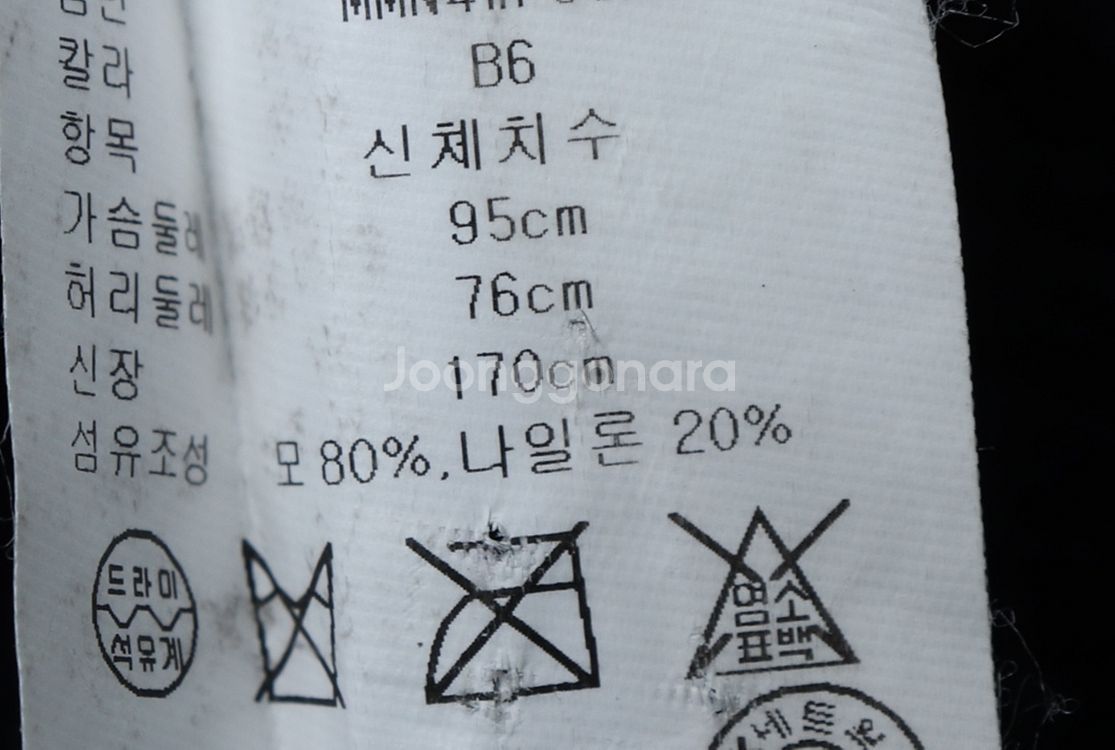 칼라 B6
항목 신체치수
가슴둘레 95cm
허리둘레 76cm
신장 170cm
Joonggonara
섬유조성 모 80%, 나일론 20%
드라이
석유계
염소
표백